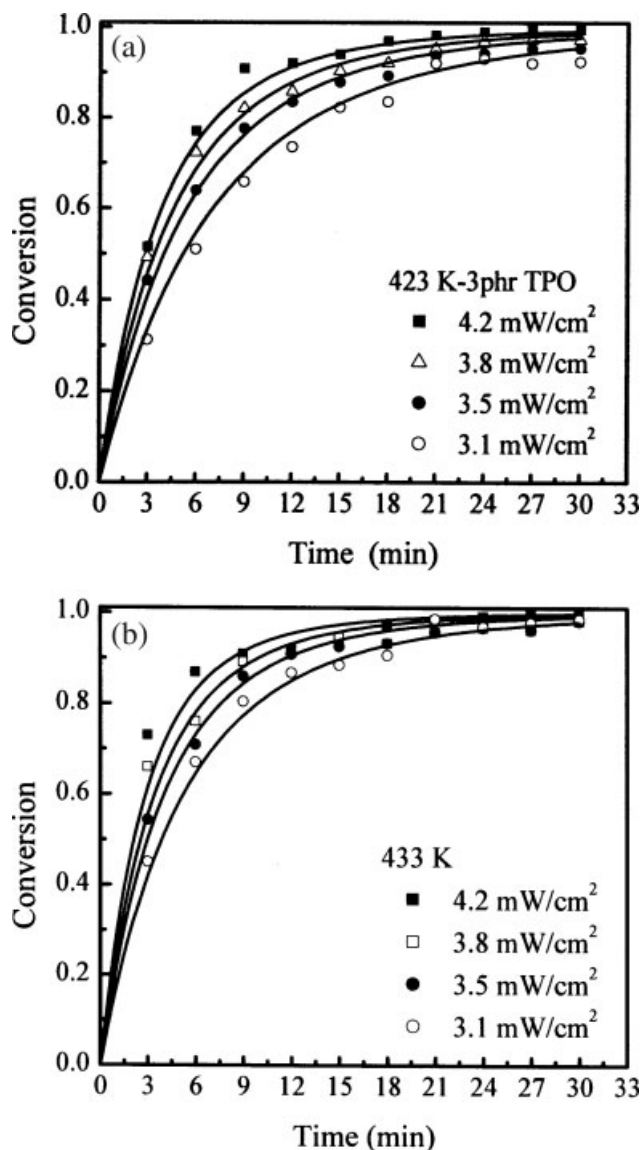 (a)
1.0
0.8
0.6
0.4
0.2
0.0
Conversion
423 K-3phr TPO
4.2 mW/cm²
3.8 mW/cm²
3.5 mW/cm²
3.1 mW/cm²
0 3 6 9 12 15 18 21 24 27 30 33
Time (min)
(b)
1.0
0.8
0.6
0.4
0.2
0.0
Conversion
433 K
4.2 mW/cm²
3.8 mW/cm²
3.5 mW/cm²
3.1 mW/cm²
0 3 6 9 12 15 18 21 24 27 30 33
Time (min)